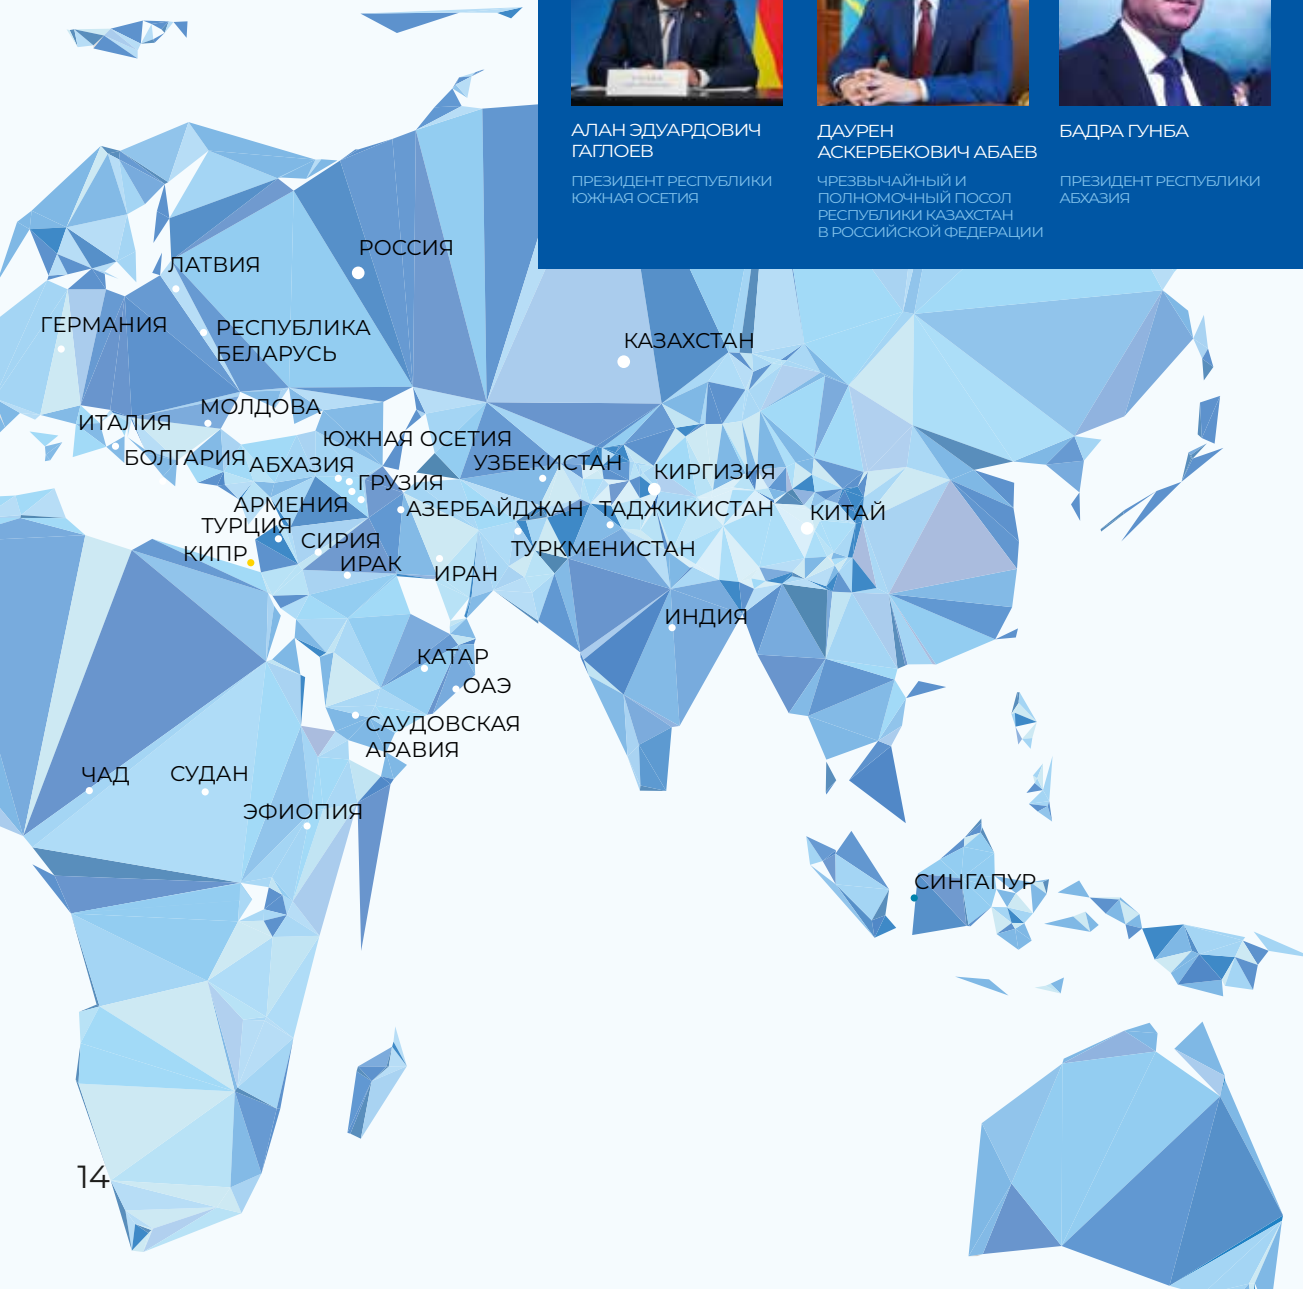 АЛАН ЭДУАРДОВИЧ
ГАГЛОЕВ
ПРЕЗИДЕНТ РЕСПУБЛИКИ
ЮЖНАЯ ОСЕТИЯ
ДАУРЕН
АСКЕРБЕКОВИЧ АБАЕВ
ЧРЕЗВЫЧАЙНЫЙ И
ПОЛНОМОЧНЫЙ ПОСОЛ
РЕСПУБЛИКИ КАЗАХСТАН
В РОССИЙСКОЙ ФЕДЕРАЦИИ
БАДРА ГУНБА
ПРЕЗИДЕНТ РЕСПУБЛИКИ
АБХАЗИЯ
РОССИЯ
ЛАТВИЯ
ГЕРМАНИЯ
РЕСПУБЛИКА
БЕЛАРУСЬ
КАЗАХСТАН
МОЛДОВА
ИТАЛИЯ
ЮЖНАЯ ОСЕТИЯ
БОЛГАРИЯ
АБХАЗИЯ
УЗБЕКИСТАН
КИРГИЗИЯ
ГРУЗИЯ
АРМЕНИЯ
АЗЕРБАЙДЖАН
ТАДЖИКИСТАН
КИТАЙ
ТУРЦИЯ
СИРИЯ
ТУРКМЕНИСТАН
КИПР
ИРАК
ИРАН
ИНДИЯ
КАТАР
ОАЭ
САУДОВСКАЯ
АРАВИЯ
ЧАД
СУДАН
ЭФИОПИЯ
СИНГАПУР
14